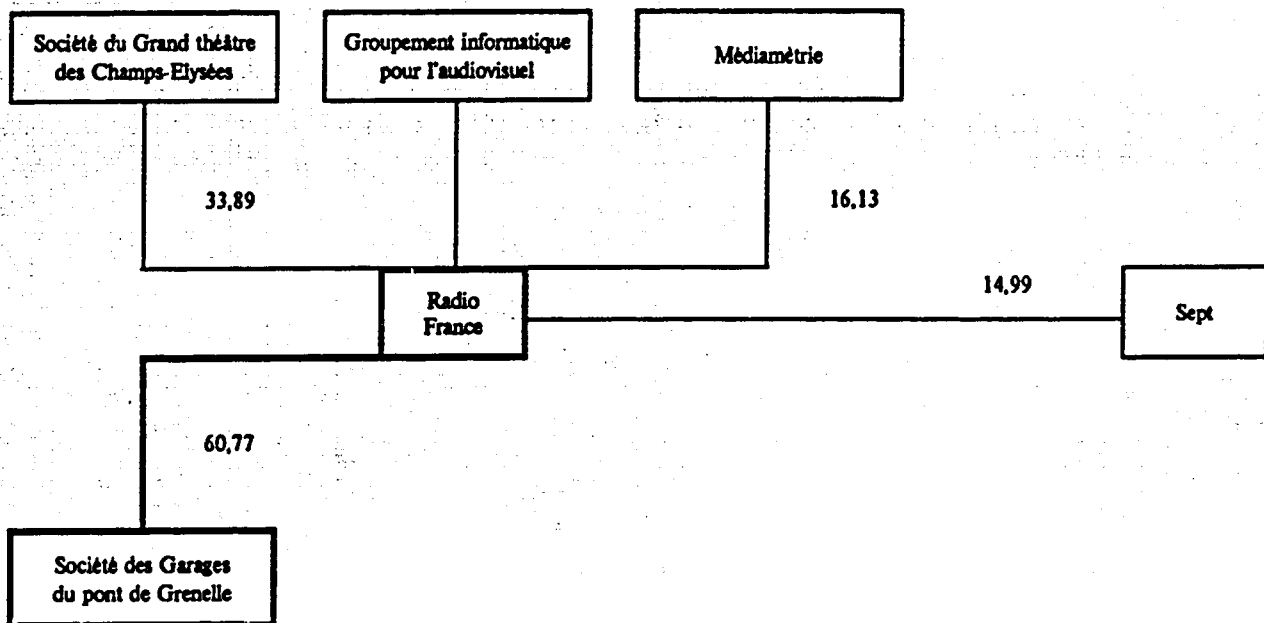 Société du Grand théâtre
des Champs-Elysées
Groupement informatique
pour l'audiovisuel
Médiamétrie
33,89
16,13
14,99
Radio
France
Sept
60,77
Société des Garages
du pont de Grenelle